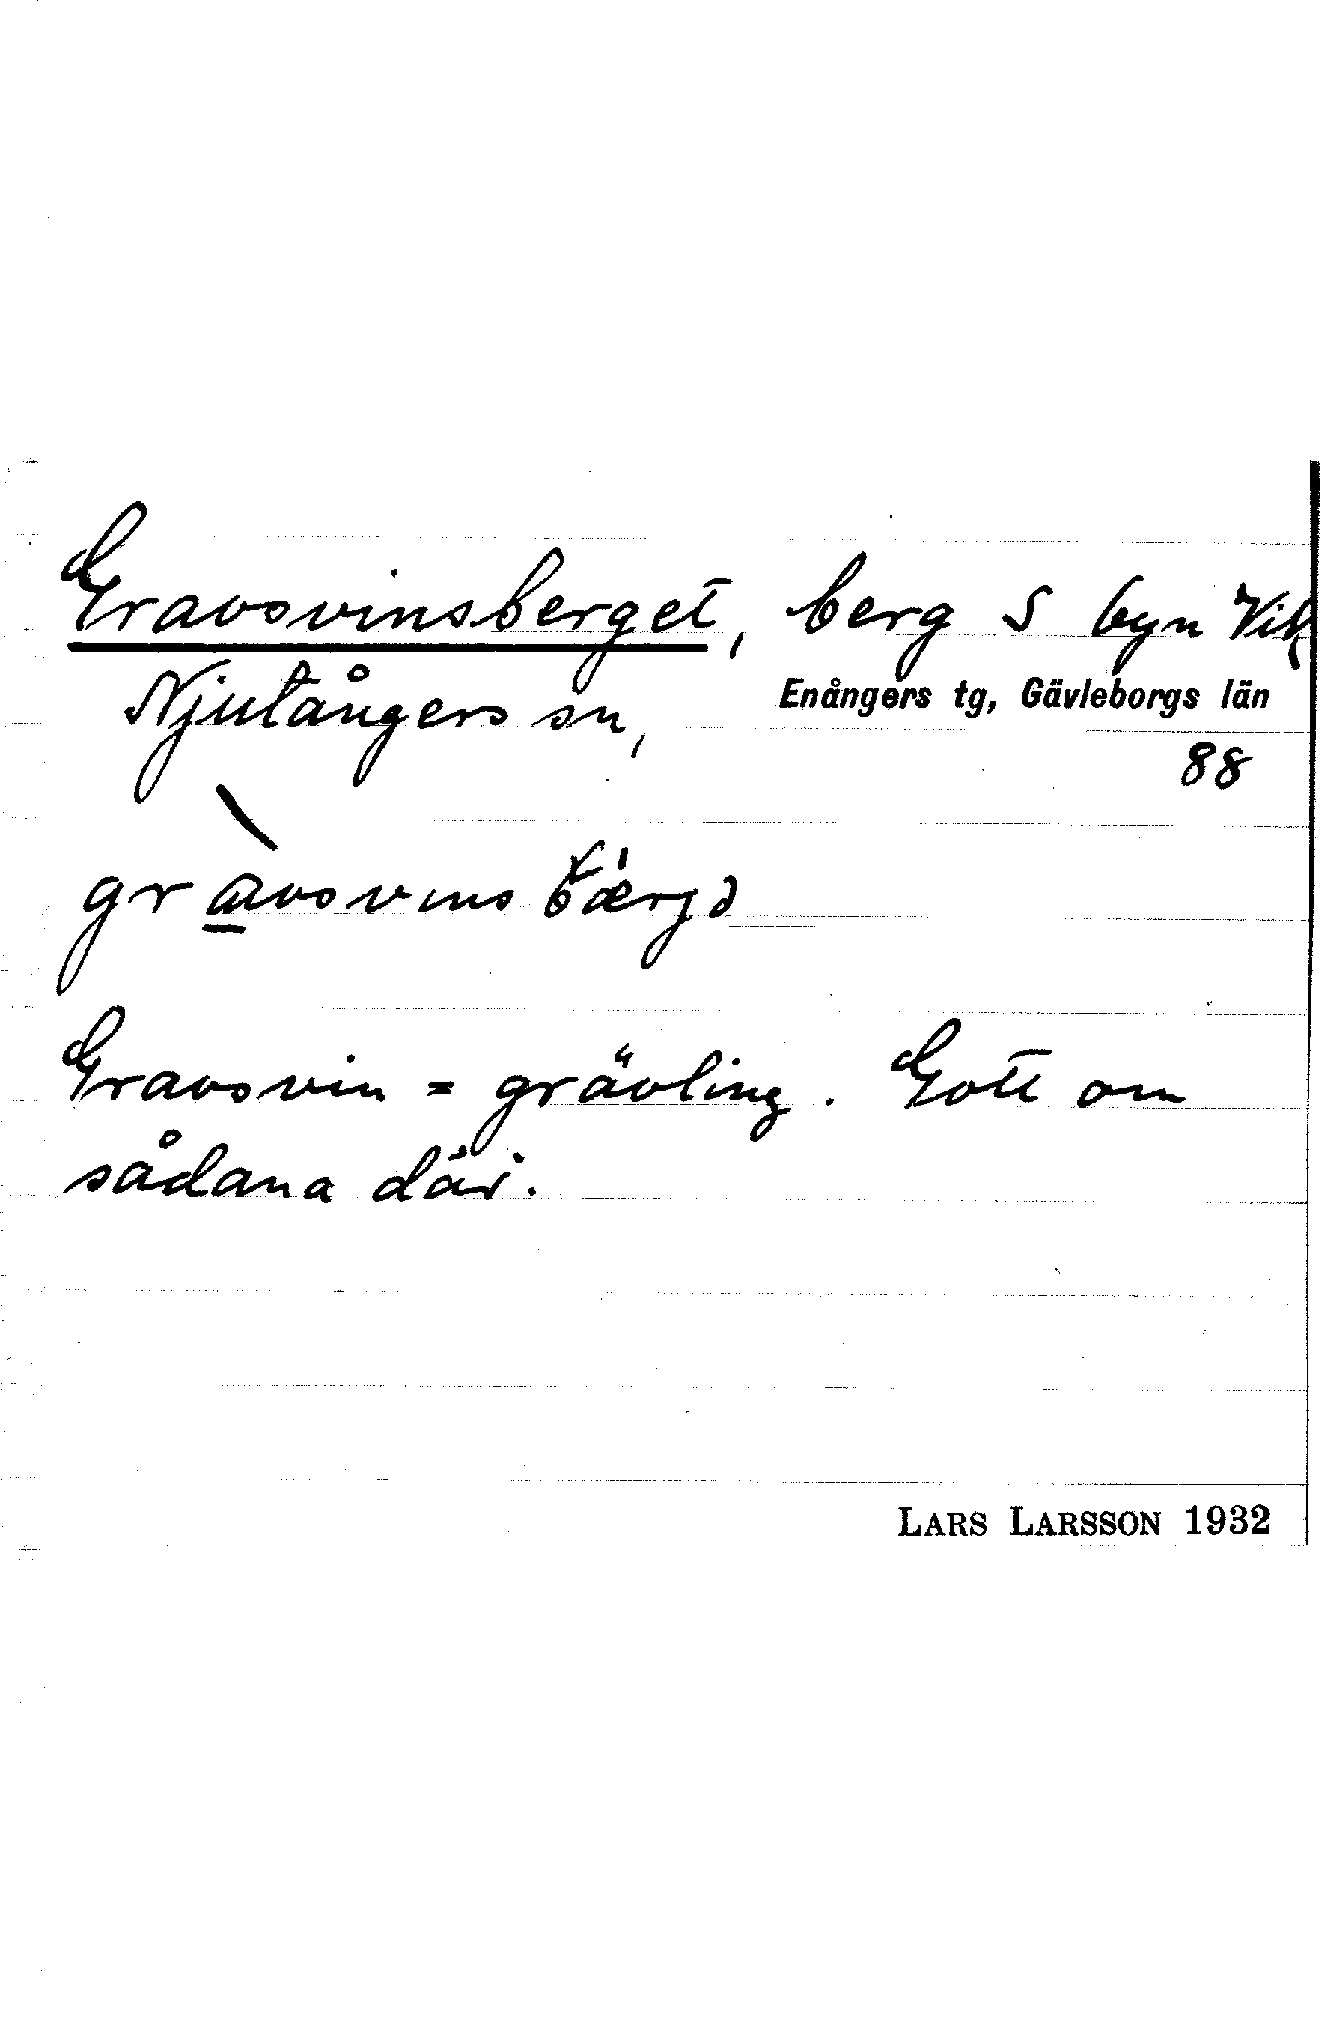 Gravsvinsberget, berg S byn Vik
Njutångers sn, Enångers tg, Gävleborgs län
88
gravsvinsbærjə
Gravsvin = grävling. Gott om
sådana där.
LARS LARSSON 1932